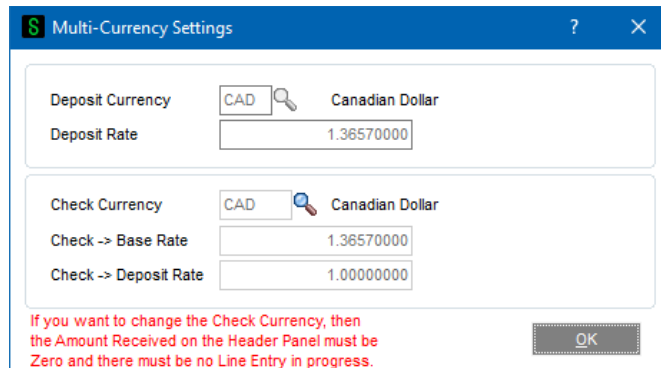 S Multi-Currency Settings ? ×
Deposit Currency CAD Canadian Dollar
Deposit Rate 1.36570000
Check Currency CAD Canadian Dollar
Check -> Base Rate 1.36570000
Check -> Deposit Rate 1.00000000
If you want to change the Check Currency, then
the Amount Received on the Header Panel must be
Zero and there must be no Line Entry in progress.
OK